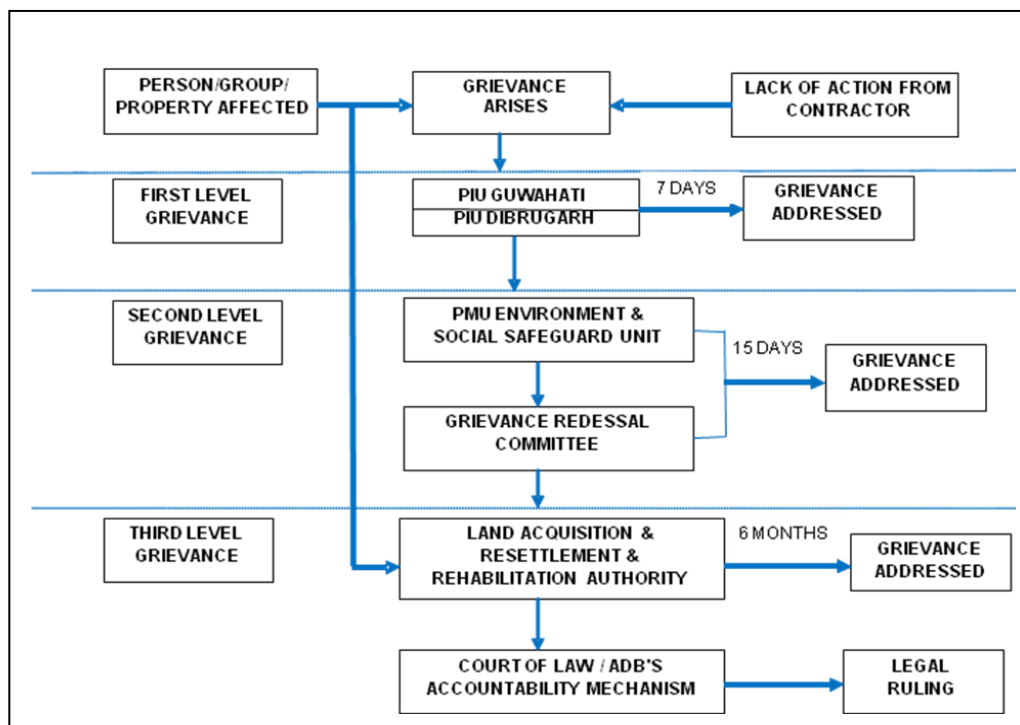 PERSON/GROUP/
PROPERTY AFFECTED
GRIEVANCE
ARISES
LACK OF ACTION FROM
CONTRACTOR
FIRST LEVEL
GRIEVANCE
PIU GUWAHATI
PIU DIBRUGARH
7 DAYS
GRIEVANCE
ADDRESSED
SECOND LEVEL
GRIEVANCE
PMU ENVIRONMENT &
SOCIAL SAFEGUARD UNIT
15 DAYS
GRIEVANCE
ADDRESSED
GRIEVANCE REDESSAL
COMMITTEE
THIRD LEVEL
GRIEVANCE
LAND ACQUISITION &
RESETTLEMENT &
REHABILITATION AUTHORITY
6 MONTHS
GRIEVANCE
ADDRESSED
COURT OF LAW / ADB'S
ACCOUNTABILITY MECHANISM
LEGAL
RULING